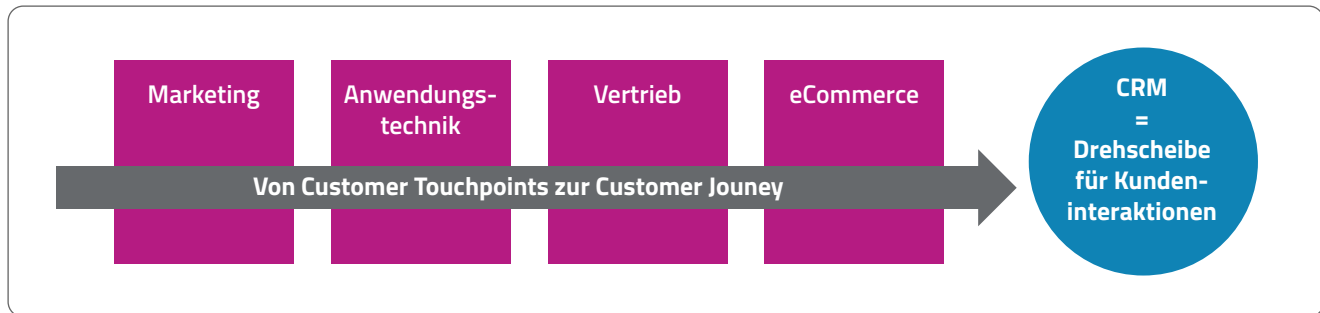 Marketing
Anwendungs-
technik
Vertrieb
eCommerce
Von Customer Touchpoints zur Customer Jouney
CRM
=
Drehscheibe
für Kunden-
interaktionen